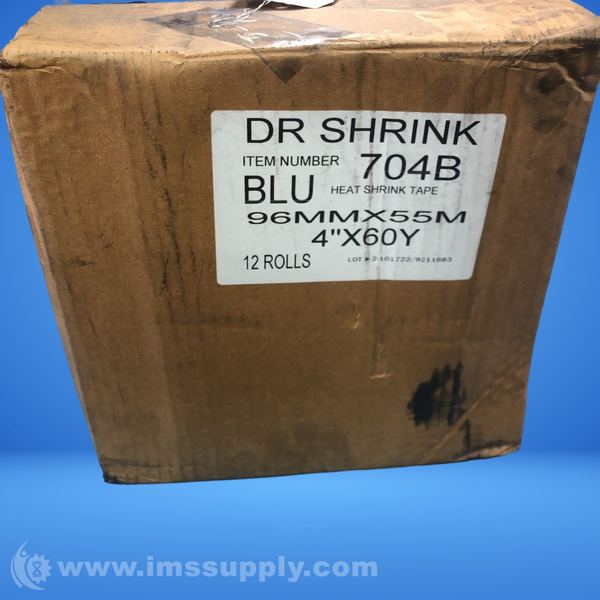 DR SHRINK
ITEM NUMBER 704B
BLU HEAT SHRINK TAPE
96MMX55M
4"X60Y
12 ROLLS LOT # 2-101722/9211683
www.imssupply.com